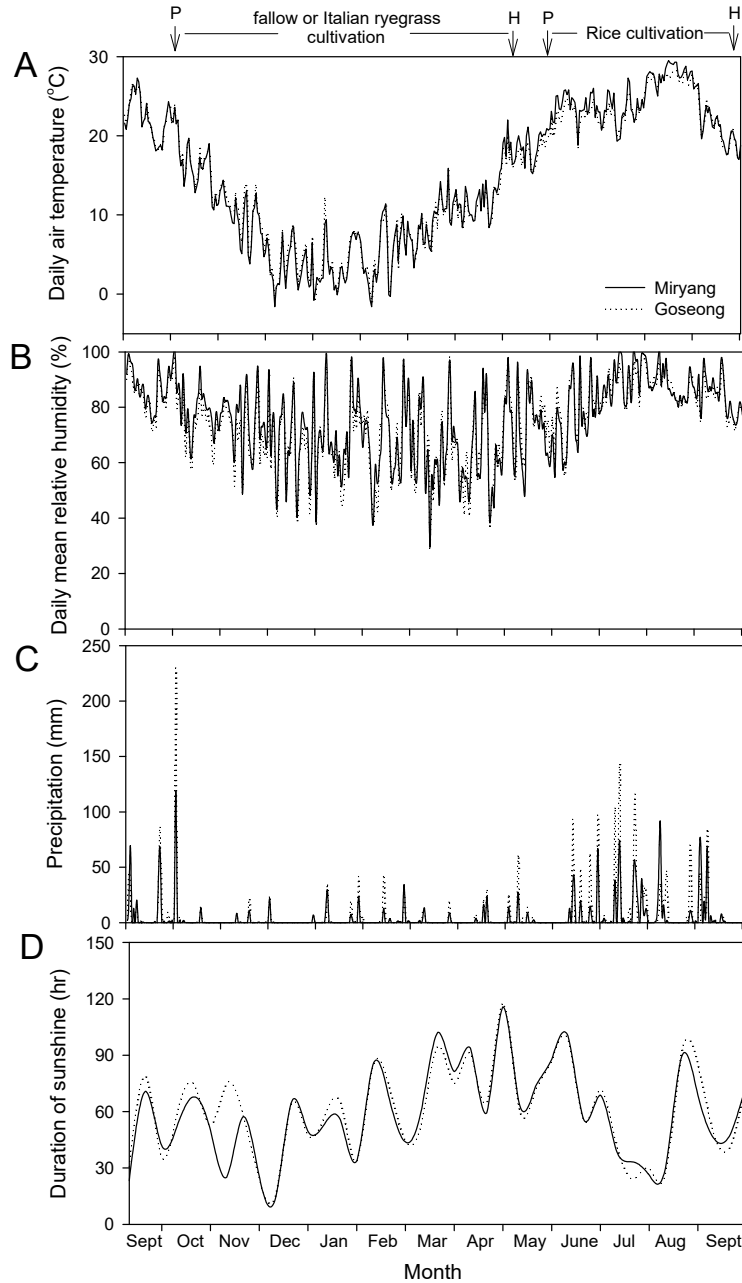 P
fallow or Italian ryegrass
cultivation
H
P
Rice cultivation
H
A
Daily air temperature (°C)
30
20
10
0
Miryang
Goseong
B
Daily mean relative humidity (%)
100
80
60
40
20
0
C
Precipitation (mm)
250
200
150
100
50
0
D
Duration of sunshine (hr)
150
120
90
60
30
0
Sept Oct Nov Dec Jan Feb Mar Apr May June Jul Aug Sept
Month